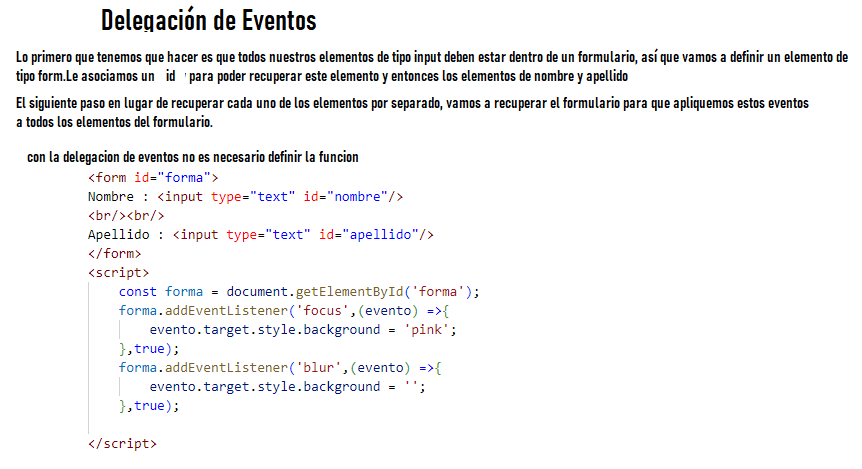 Delegación de Eventos
Lo primero que tenemos que hacer es que todos nuestros elementos de tipo input deben estar dentro de un formulario, así que vamos a definir un elemento de
tipo form.Le asociamos un id ' para poder recuperar este elemento y entonces los elementos de nombre y apellido
El siguiente paso en lugar de recuperar cada uno de los elementos por separado, vamos a recuperar el formulario para que apliquemos estos eventos
a todos los elementos del formulario.
con la delegacion de eventos no es necesario definir la funcion
<form id="forma">
Nombre : <input type="text" id="nombre"/>
<br/><br/>
Apellido : <input type="text" id="apellido"/>
</form>
<script>
const forma = document.getElementById('forma');
forma.addEventListener('focus',(evento) =>{
evento.target.style.background = 'pink';
},true);
forma.addEventListener('blur',(evento) =>{
evento.target.style.background = '';
},true);
</script>